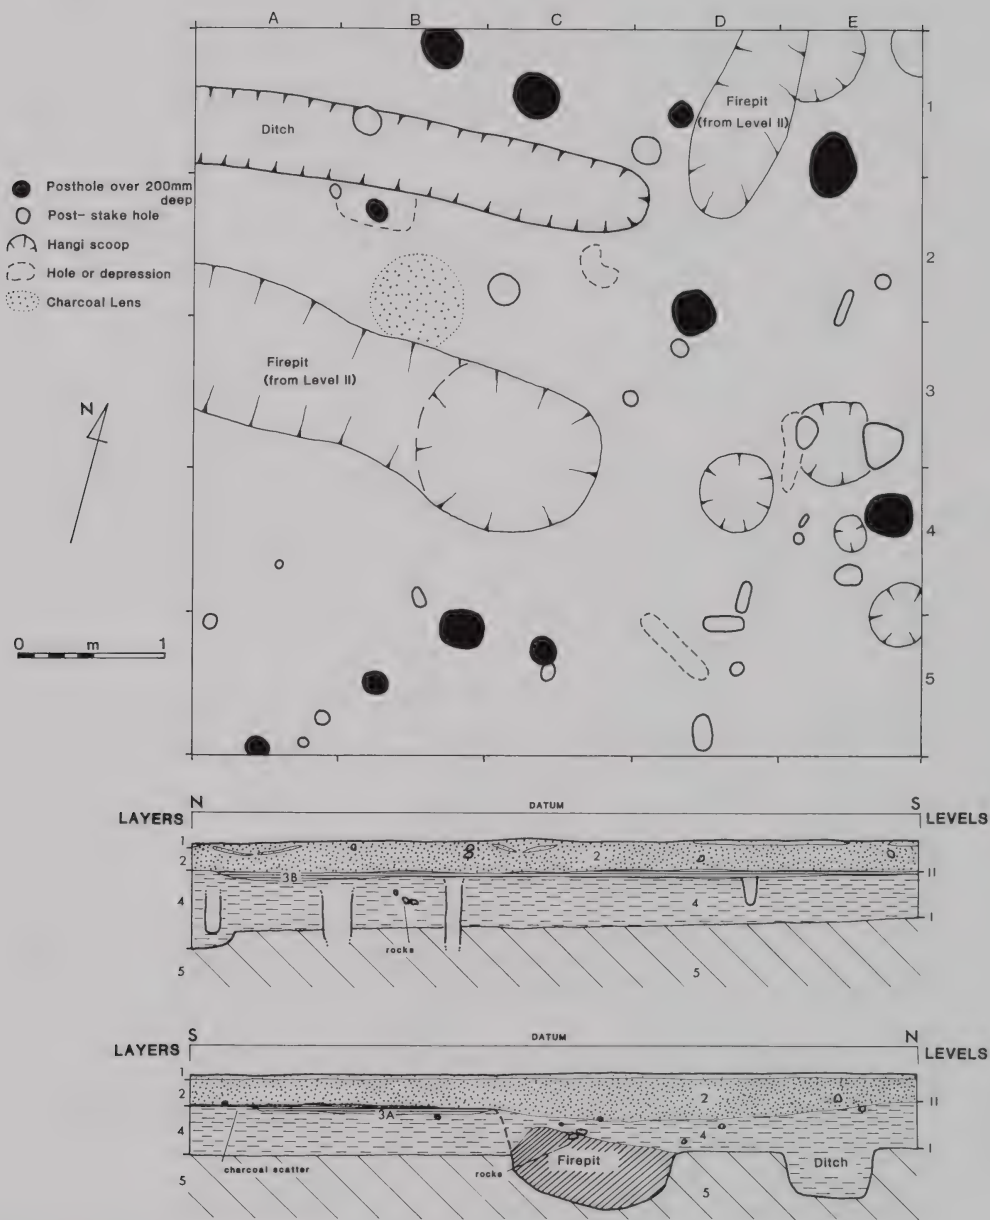 A B C D E
1
2
3
4
5
Ditch
Firepit
(from Level II)
Posthole over 200mm
deep
Post-stake hole
Hangi scoop
Hole or depression
Charcoal Lens
Firepit
(from Level II)
N
0 m 1
N DATUM S
LAYERS LEVELS
1
2 2
3B II
4 4
rocks I
5 5
S DATUM N
LAYERS LEVELS
1
2 2
3A II
4 4
charcoal scatter I
rocks Firepit Ditch
5 5